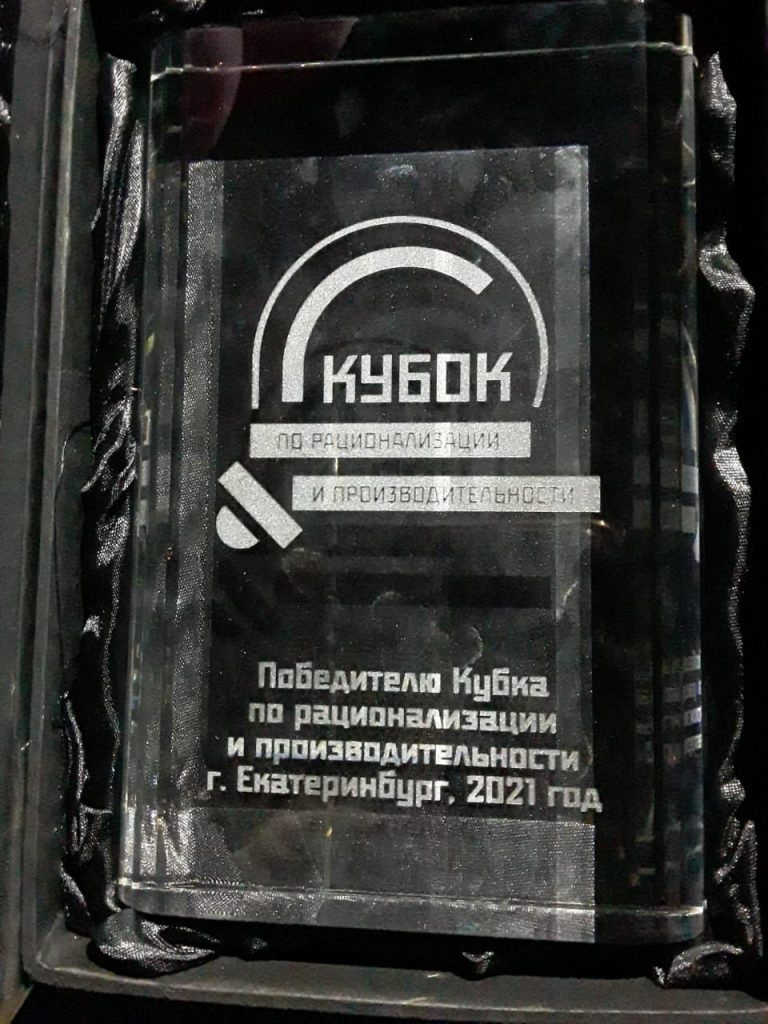 КУБОК
ПО РАЦИОНАЛИЗАЦИИ
И ПРОИЗВОДИТЕЛЬНОСТИ
Победителю Кубка
по рационализации
и производительности
г. Екатеринбург, 2021 год